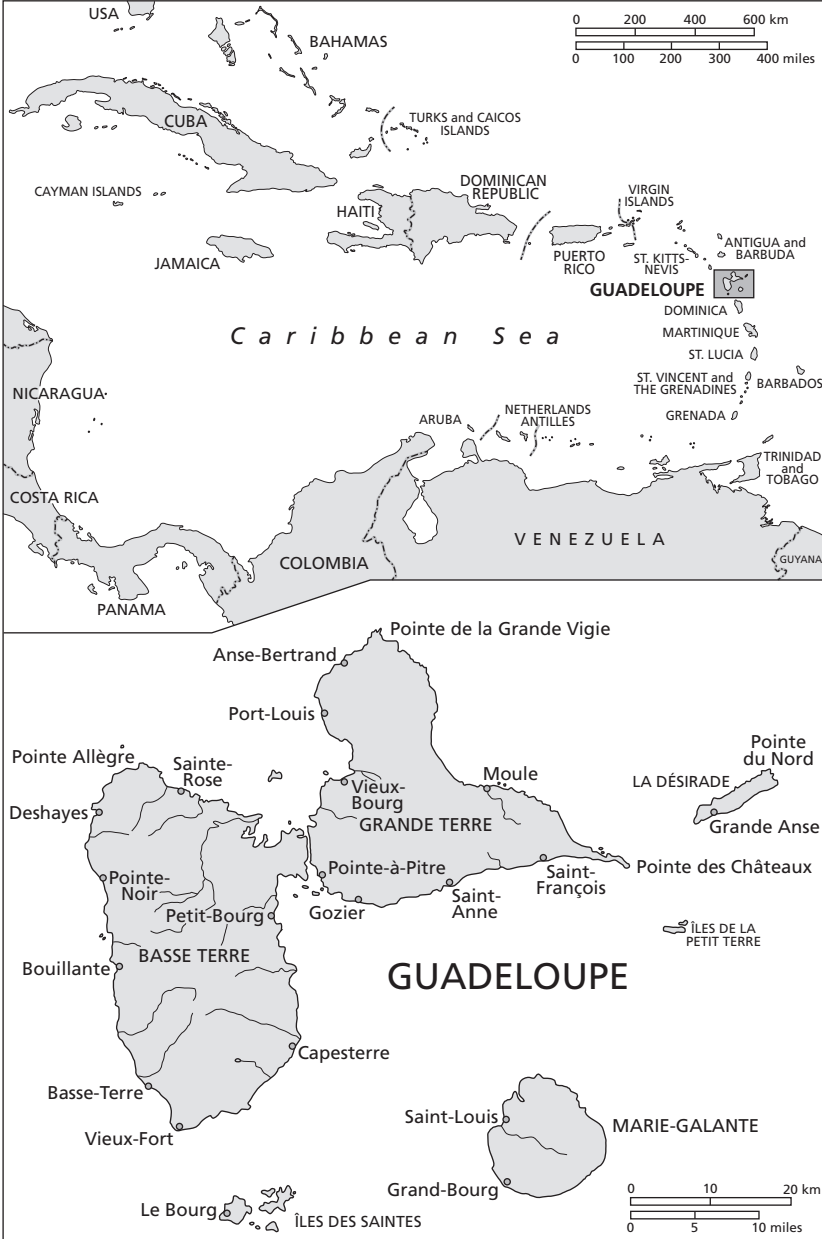 USA
BAHAMAS
0 200 400 600 km
0 100 200 300 400 miles
CUBA
TURKS and CAICOS
ISLANDS
CAYMAN ISLANDS
HAITI
DOMINICAN
REPUBLIC
VIRGIN
ISLANDS
JAMAICA
PUERTO
RICO
ST. KITTS-
NEVIS
ANTIGUA and
BARBUDA
GUADELOUPE
DOMINICA
Caribbean Sea
MARTINIQUE
ST. LUCIA
NICARAGUA
ST. VINCENT and
THE GRENADINES
BARBADOS
ARUBA
NETHERLANDS
ANTILLES
GRENADA
TRINIDAD
and
TOBAGO
COSTA RICA
COLOMBIA
VENEZUELA
GUYANA
PANAMA
Pointe de la Grande Vigie
Anse-Bertrand
Port-Louis
Pointe Allègre
Sainte-
Rose
Vieux-
Bourg
Moule
Pointe
du Nord
LA DÉSIRADE
Deshayes
GRANDE TERRE
Grande Anse
Pointe-
Noir
Pointe-à-Pitre
Saint-
François
Pointe des Châteaux
Petit-Bourg
Gozier
Saint-
Anne
ÎLES DE LA
PETIT TERRE
BASSE TERRE
Bouillante
GUADELOUPE
Capesterre
Basse-Terre
Vieux-Fort
Saint-Louis
MARIE-GALANTE
Grand-Bourg
Le Bourg
ÎLES DES SAINTES
0 10 20 km
0 5 10 miles